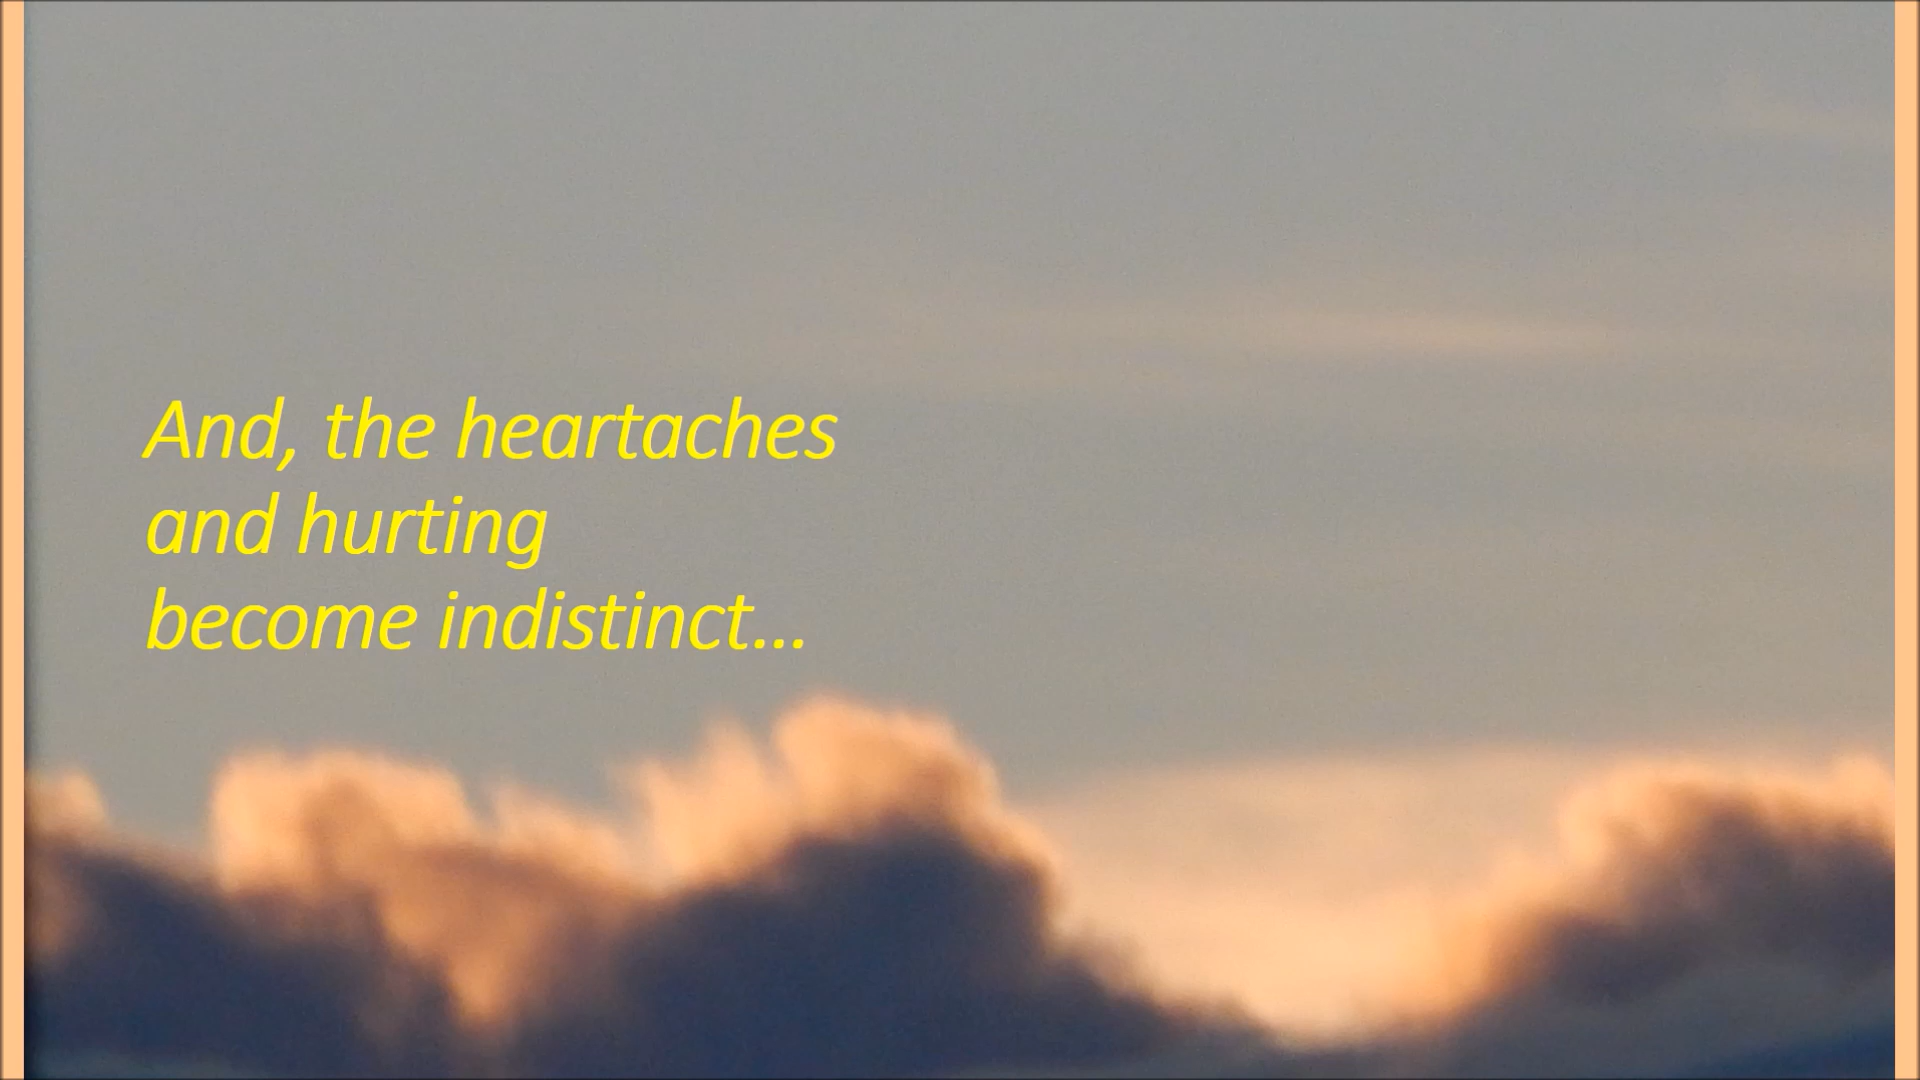 And, the heartaches
and hurting
become indistinct...